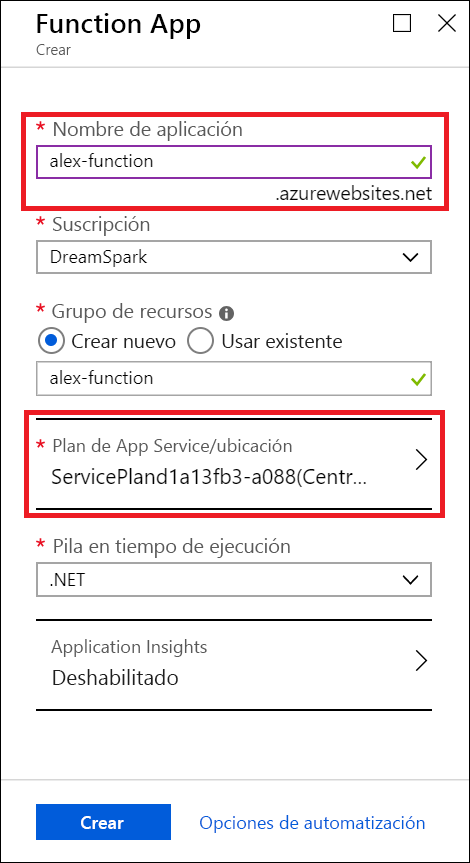 Function App
Crear
* Nombre de aplicación
alex-function
.azurewebsites.net
* Suscripción
DreamSpark
* Grupo de recursos
Crear nuevo Usar existente
alex-function
* Plan de App Service/ubicación
ServicePland1a13fb3-a088(Centr...
* Pila en tiempo de ejecución
.NET
Application Insights
Deshabilitado
Crear Opciones de automatización